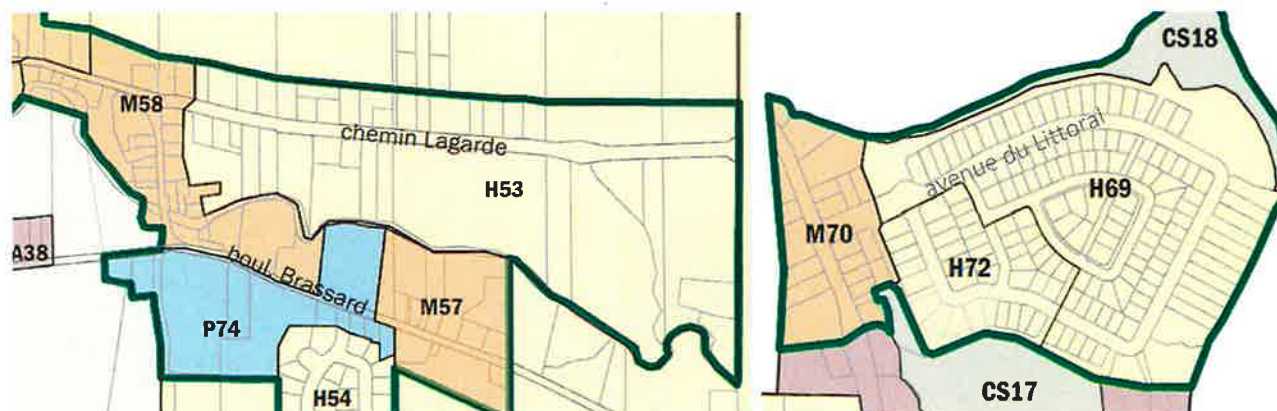 M58
chemin Lagarde
H53
A38
boul. Brassard
P74
M57
H54
CS18
avenue du Littoral
H69
M70
H72
CS17